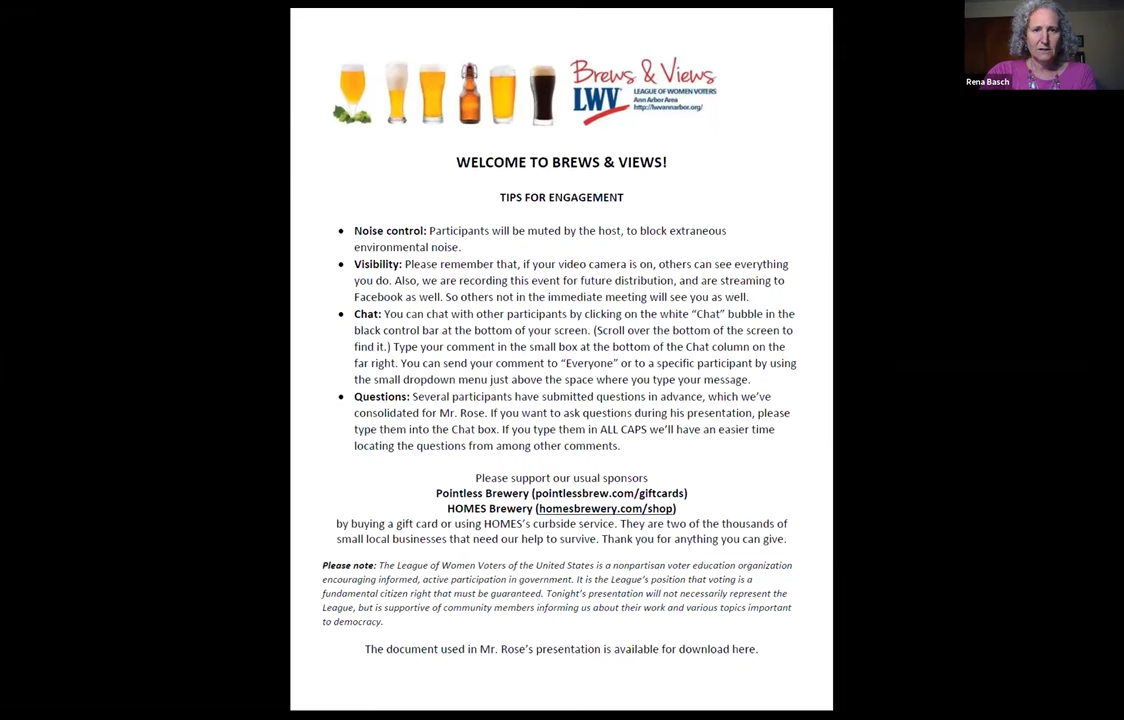 Brews & Views
LWV
LEAGUE OF WOMEN VOTERS
Ann Arbor Area
http://lwvannarbor.org/
Rena Basch
WELCOME TO BREWS & VIEWS!
TIPS FOR ENGAGEMENT
• Noise control: Participants will be muted by the host, to block extraneous
environmental noise.
• Visibility: Please remember that, if your video camera is on, others can see everything
you do. Also, we are recording this event for future distribution, and are streaming to
Facebook as well. So others not in the immediate meeting will see you as well.
• Chat: You can chat with other participants by clicking on the white “Chat” bubble in the
black control bar at the bottom of your screen. (Scroll over the bottom of the screen to
find it.) Type your comment in the small box at the bottom of the Chat column on the
far right. You can send your comment to “Everyone” or to a specific participant by using
the small dropdown menu just above the space where you type your message.
• Questions: Several participants have submitted questions in advance, which we’ve
consolidated for Mr. Rose. If you want to ask questions during his presentation, please
type them into the Chat box. If you type them in ALL CAPS we’ll have an easier time
locating the questions from among other comments.
Please support our usual sponsors
Pointless Brewery (pointlessbrew.com/giftcards)
HOMES Brewery (homesbrewery.com/shop)
by buying a gift card or using HOMES’s curbside service. They are two of the thousands of
small local businesses that need our help to survive. Thank you for anything you can give.
Please note: The League of Women Voters of the United States is a nonpartisan voter education organization
encouraging informed, active participation in government. It is the League’s position that voting is a
fundamental citizen right that must be guaranteed. Tonight’s presentation will not necessarily represent the
League, but is supportive of community members informing us about their work and various topics important
to democracy.
The document used in Mr. Rose’s presentation is available for download here.